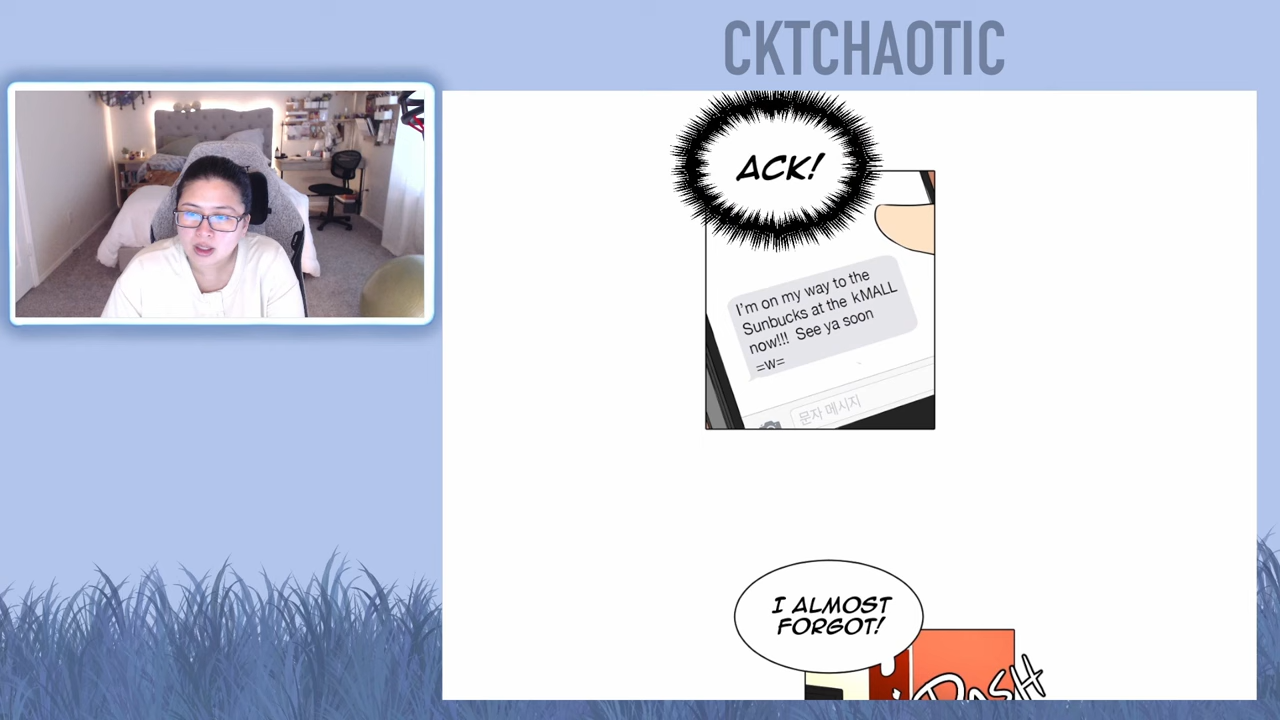 CKTCHAOTIC
ACK!
I'm on my way to the
Sunbucks at the kMALL
now!!! See ya soon
=w=
문자 메시지
I ALMOST
FORGOT!
DASH